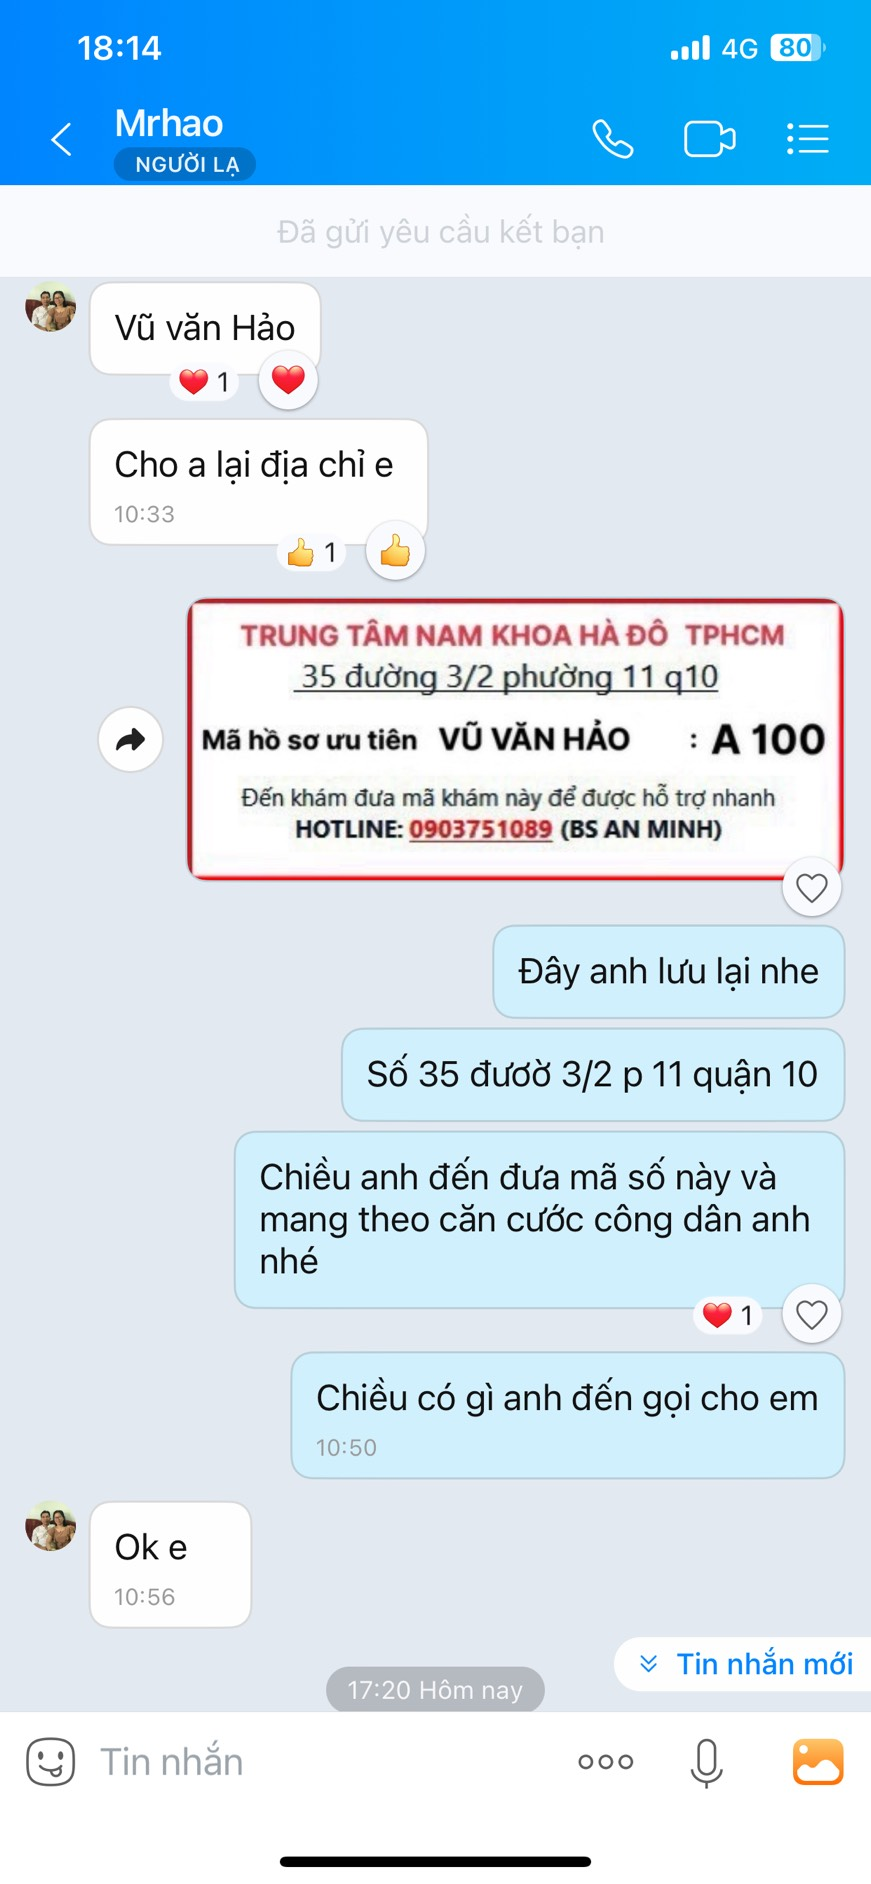 18:14
4G
80
Mrhao
NGƯỜI LẠ
Đã gửi yêu cầu kết bạn
Vũ văn Hảo
1
Cho a lại địa chỉ e
10:33
1
TRUNG TÂM NAM KHOA HÀ ĐÔ TPHCM
35 đường 3/2 phường 11 q10
Mã hồ sơ ưu tiên VŨ VĂN HẢO : A 100
Đến khám đưa mã khám này để được hỗ trợ nhanh
HOTLINE: 0903751089 (BS AN MINH)
Đây anh lưu lại nhe
Số 35 đươờ 3/2 p 11 quận 10
Chiều anh đến đưa mã số này và
mang theo căn cước công dân anh
nhé
1
Chiều có gì anh đến gọi cho em
10:50
Ok e
10:56
Tin nhắn mới
17:20 Hôm nay
Tin nhắn